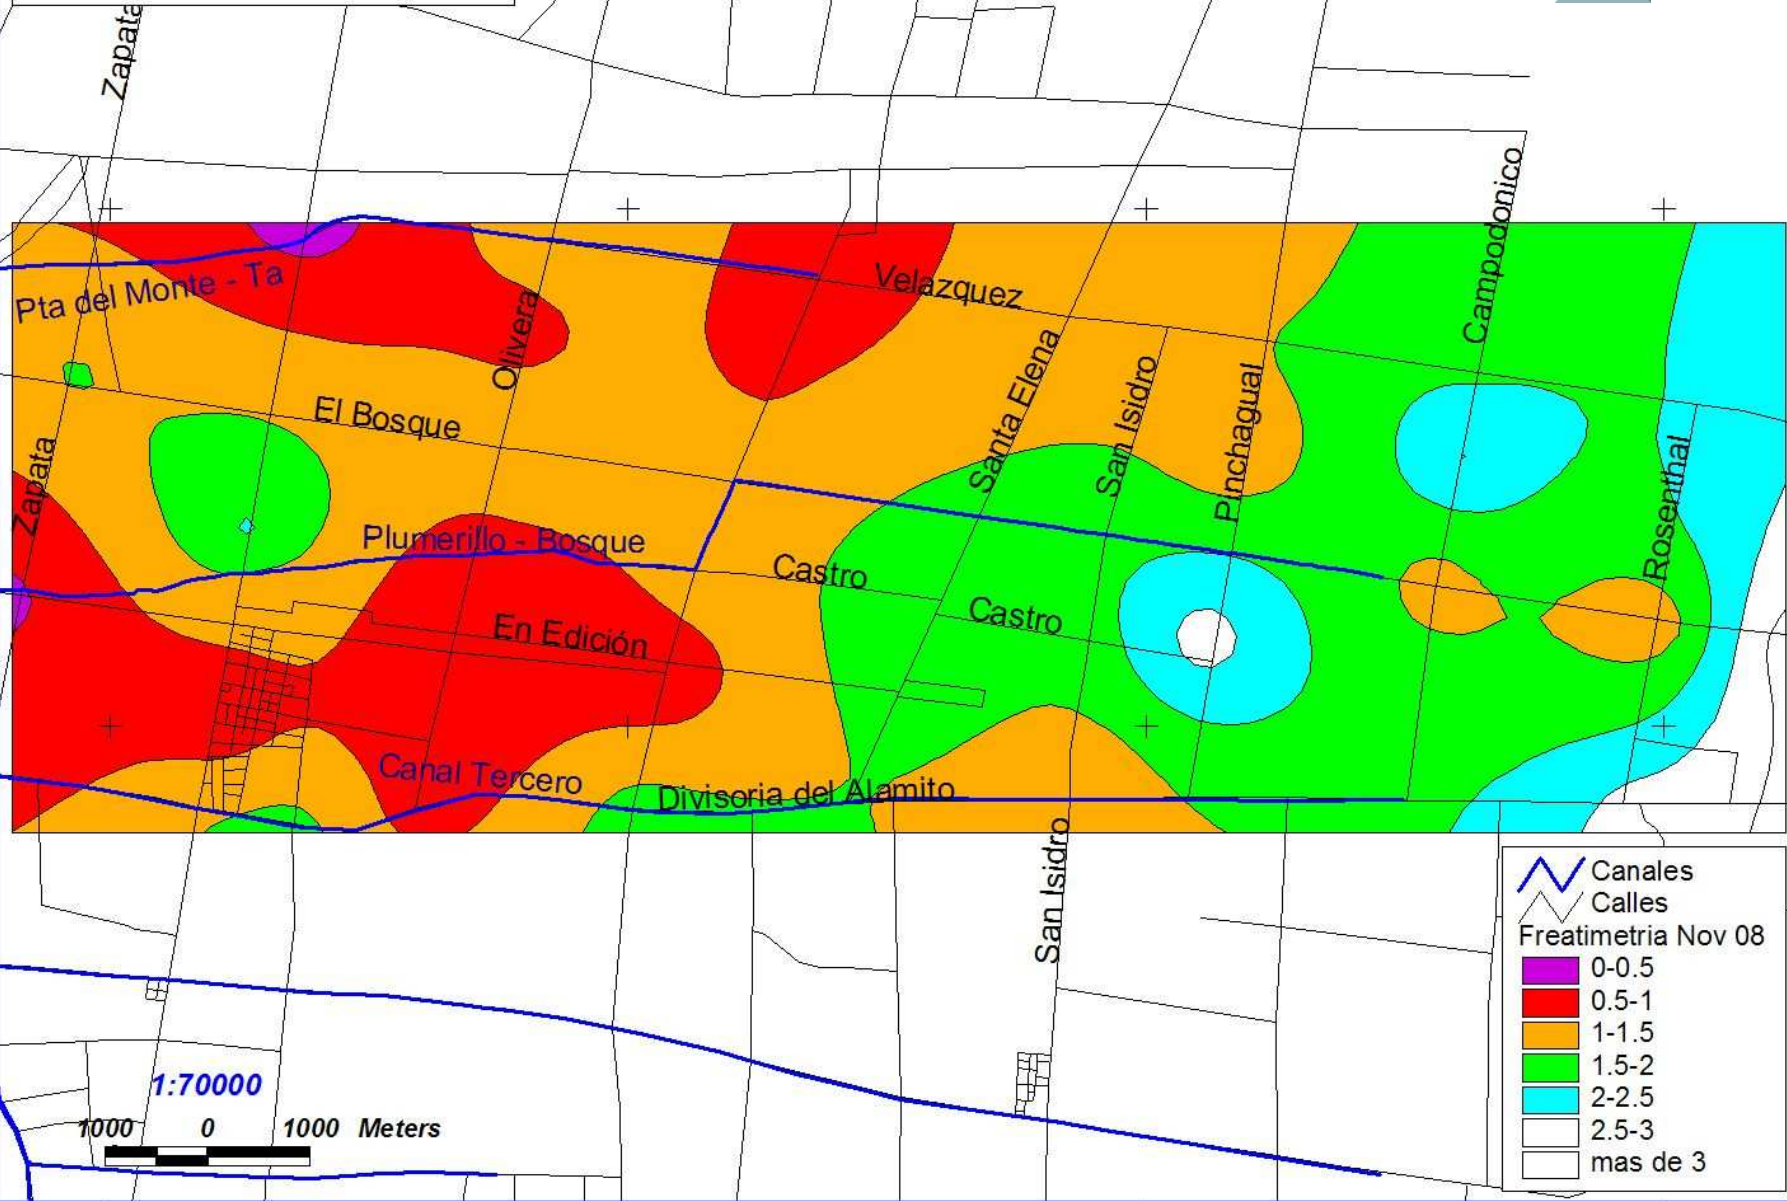 Zapata
Campodonico
Pta del Monte - Ta
Velazquez
Olivera
Santa Elena
San Isidro
Pinchagual
El Bosque
Zapata
Rosenthal
Plumerillo - Bosque
Castro
Castro
En Edición
Canal Tercero
Divisoria del Alamito
San Isidro
Canales
Calles
Freatimetria Nov 08
0-0.5
0.5-1
1-1.5
1.5-2
2-2.5
2.5-3
mas de 3
1:70000
1000 0 1000 Meters